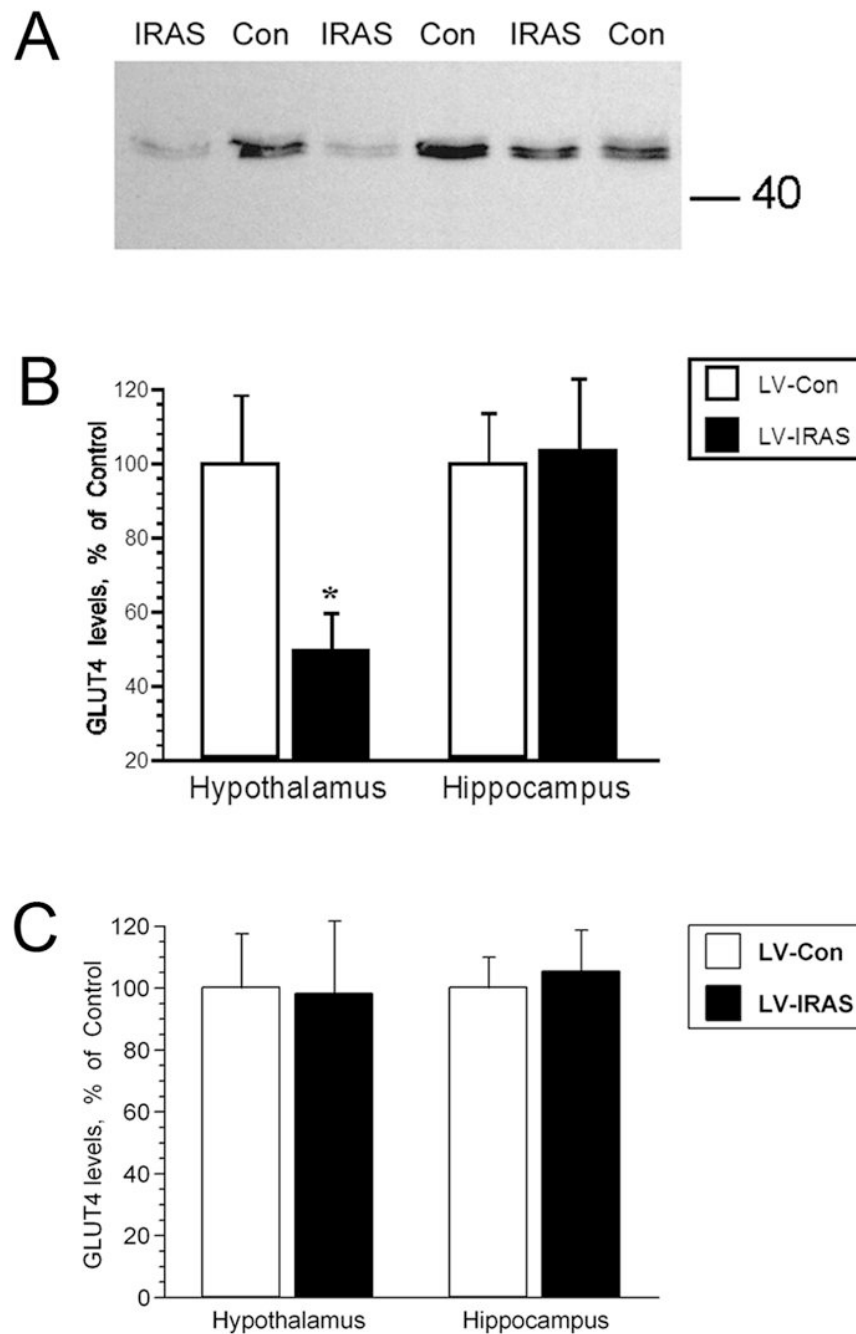 A
IRAS Con IRAS Con IRAS Con
40
B
GLUT4 levels, % of Control
120
100
80
60
40
20
*
Hypothalamus Hippocampus
LV-Con
LV-IRAS
C
GLUT4 levels, % of Control
120
100
80
60
40
20
0
Hypothalamus Hippocampus
LV-Con
LV-IRAS